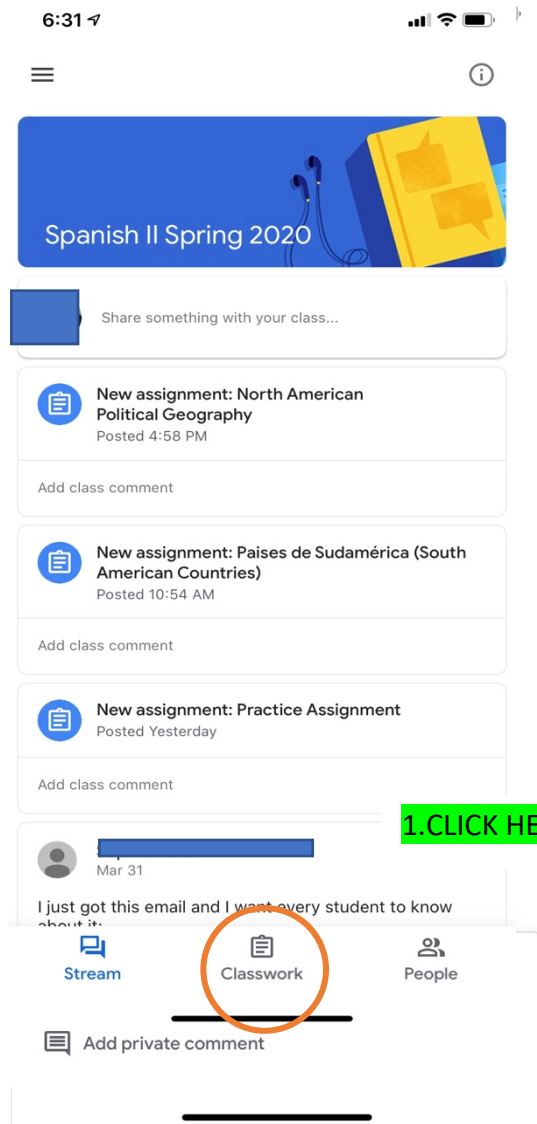 6:31
Spanish II Spring 2020
Share something with your class...
New assignment: North American
Political Geography
Posted 4:58 PM
Add class comment
New assignment: Paises de Sudamérica (South
American Countries)
Posted 10:54 AM
Add class comment
New assignment: Practice Assignment
Posted Yesterday
Add class comment
1.CLICK HE
Mar 31
I just got this email and I want every student to know
about it:
Stream
Classwork
People
Add private comment